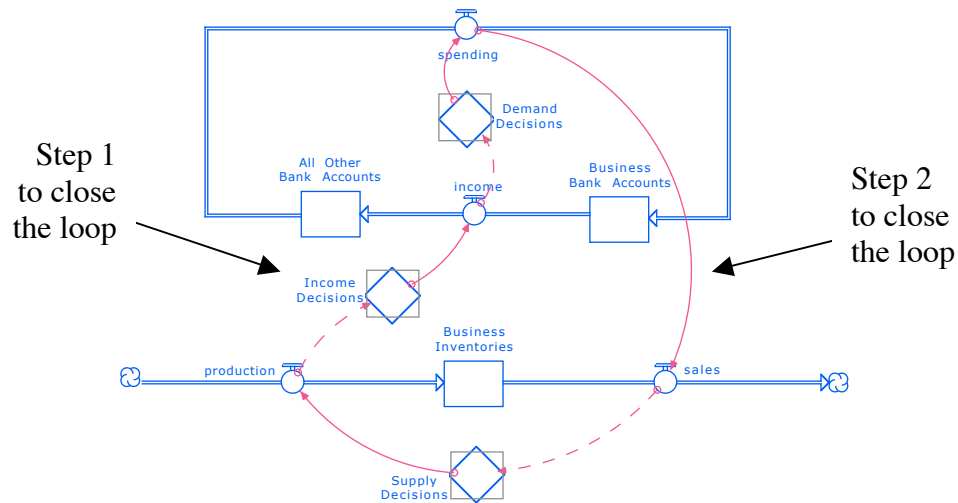 spending
Demand
Decisions
Step 1
to close
the loop
All Other
Bank Accounts
income
Business
Bank Accounts
Step 2
to close
the loop
Income
Decisions
Business
Inventories
production
sales
Supply
Decisions